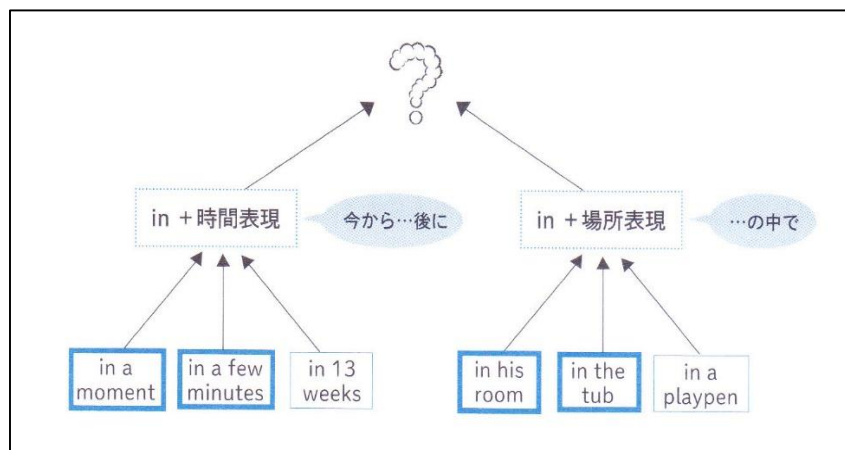 ?
in +時間表現
今から…後に
in +場所表現
…の中で
in a
moment
in a few
minutes
in 13
weeks
in his
room
in the
tub
in a
playpen